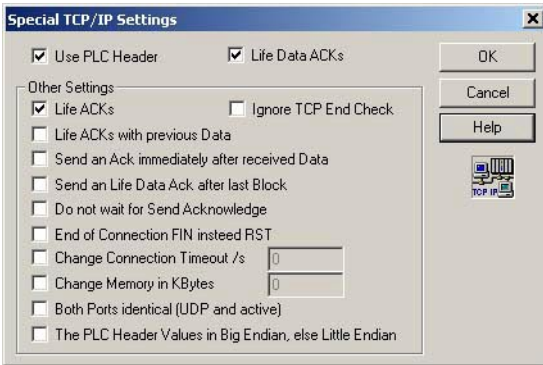 Special TCP/IP Settings
Use PLC Header
Life Data ACKs
OK
Cancel
Help
TCP IP
Other Settings
Life ACKs
Ignore TCP End Check
Life ACKs with previous Data
Send an Ack immediately after received Data
Send an Life Data Ack after last Block
Do not wait for Send Acknowledge
End of Connection FIN insteed RST
Change Connection Timeout /s
0
Change Memory in KBytes
0
Both Ports identical (UDP and active)
The PLC Header Values in Big Endian, else Little Endian